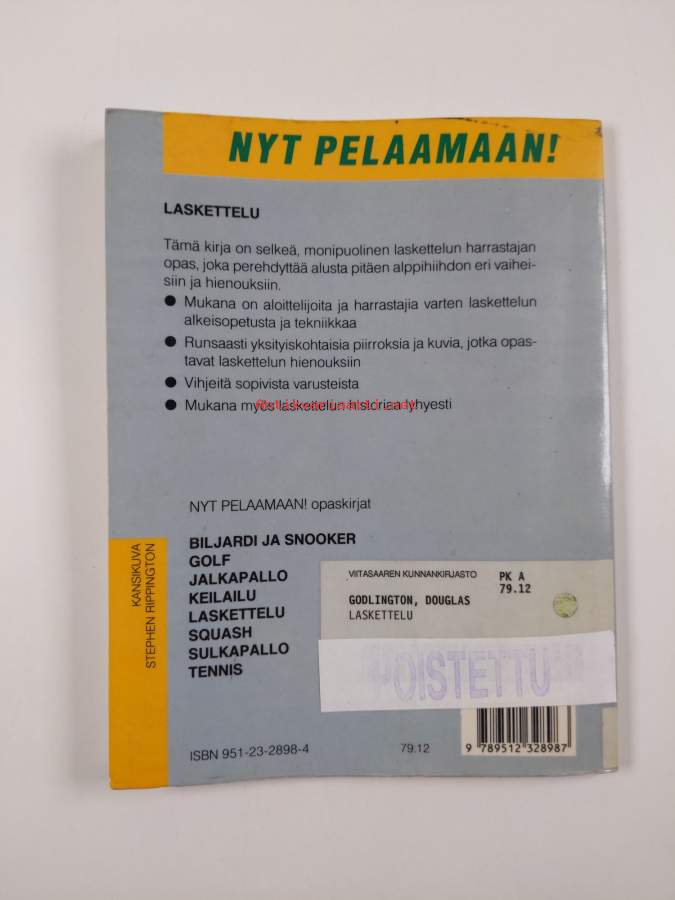 NYT PELAAMAAN!
LASKETTELU
Tämä kirja on selkeä, monipuolinen laskettelun harrastajan
opas, joka perehdyttää alusta pitäen alppihiihdon eri vaihei-
siin ja hienouksiin.
● Mukana on aloittelijoita ja harrastajia varten laskettelun
alkeisopetusta ja tekniikkaa
● Runsaasti yksityiskohtaisia piirroksia ja kuvia, jotka opas-
tavat laskettelun hienouksiin
● Vihjeitä sopivista varusteista
● Mukana myös laskettelun historiaa lyhyesti
NYT PELAAMAAN! opaskirjat
BILJARDI JA SNOOKER
GOLF
JALKAPALLO
KEILAILU
LASKETTELU
SQUASH
SULKAPALLO
TENNIS
KANSIKUVA
STEPHEN RIPPINGTON
VIITASAAREN KUNNANKIRJASTO
PK A
79.12
GODLINGTON, DOUGLAS
LASKETTELU
POISTETTU
ISBN 951-23-2898-4
79.12
9 789512 328987